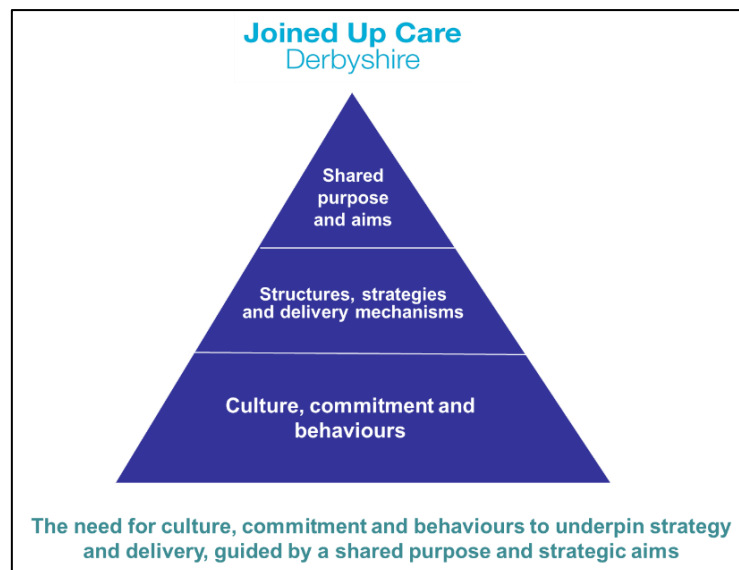 Joined Up Care
Derbyshire
Shared
purpose
and aims
Structures, strategies
and delivery mechanisms
Culture, commitment and
behaviours
The need for culture, commitment and behaviours to underpin strategy
and delivery, guided by a shared purpose and strategic aims